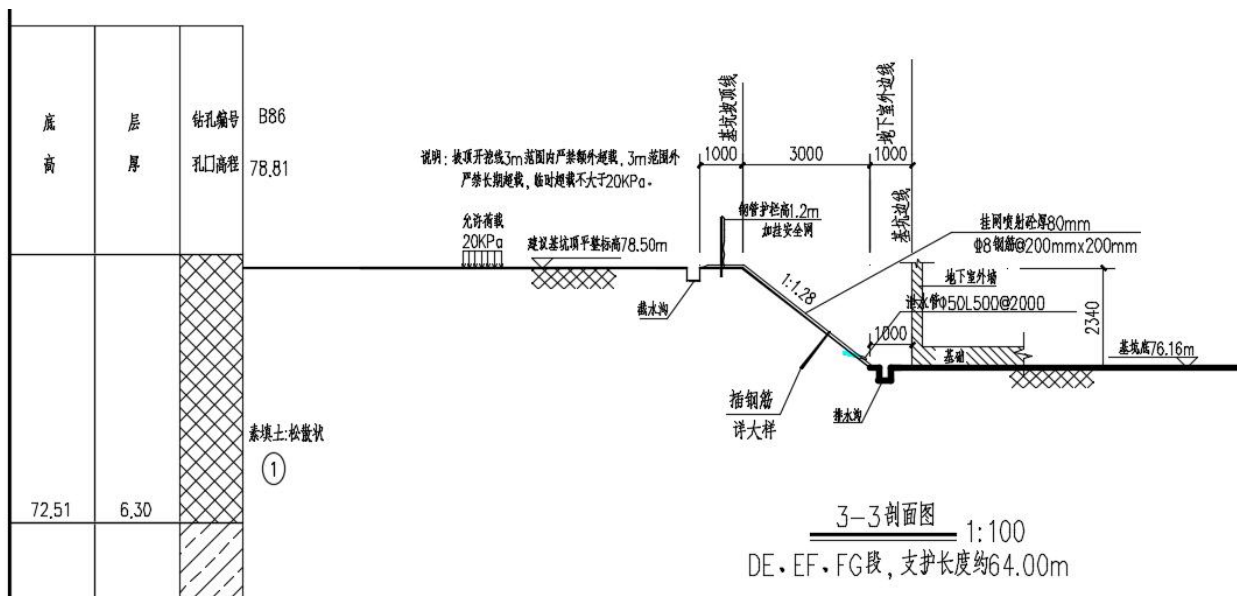 底高
层厚
钻孔编号 B86
孔口高程 78.81
72.51
6.30
素填土:松散状
①
说明：坡顶开挖线3m范围内严禁额外超载，3m范围外
严禁长期超载，临时超载不大于20KPa。
允许荷载
20KPa
建议基坑顶平整标高78.50m
截水沟
基坑坡顶线
地下室外边线
1000
3000
1000
钢管护栏高1.2m
加挂安全网
基坑边线
挂网喷射砼厚80mm
Φ8钢筋@200mmx200mm
1:1.28
地下室外墙
泄水管Φ50L500@2000
1000
2340
基础
基坑底76.16m
插钢筋
详大样
排水沟
3-3剖面图 1:100
DE、EF、FG段，支护长度约64.00m